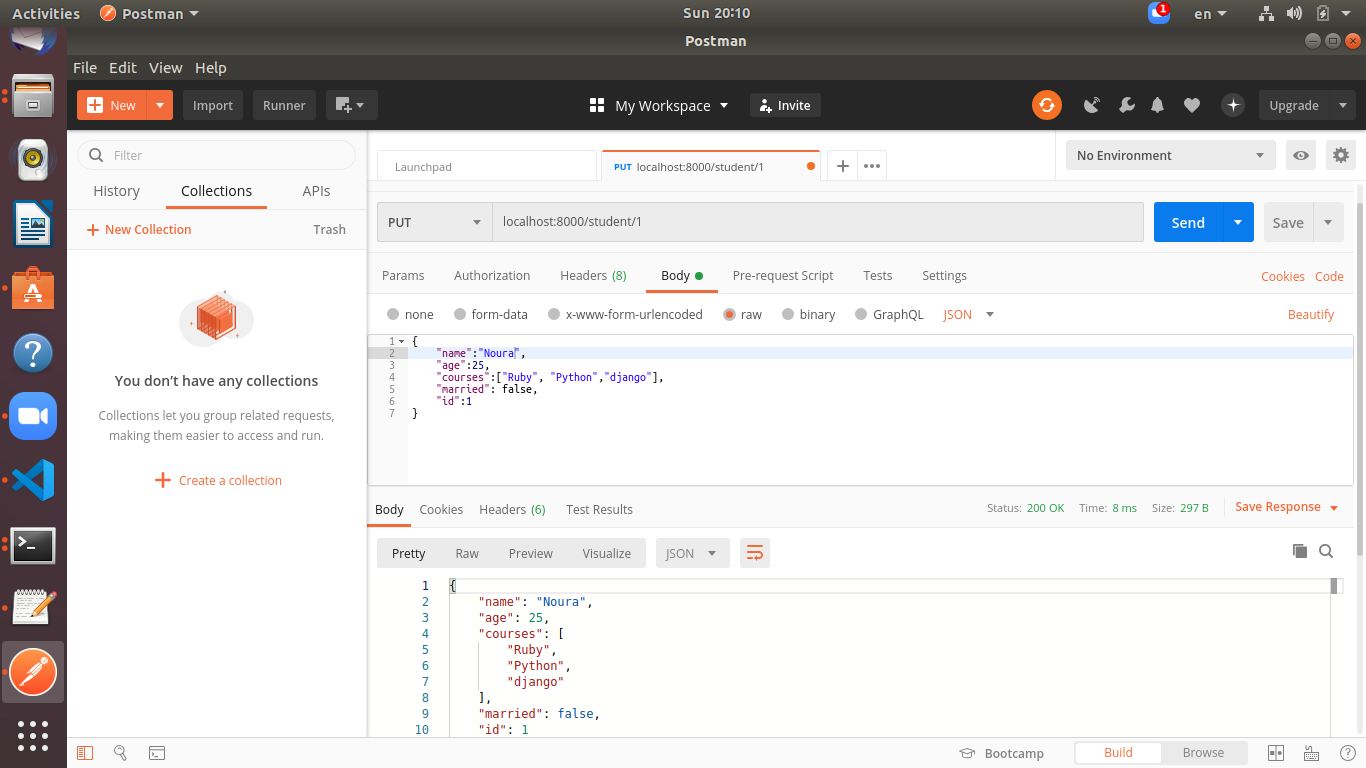 Activities Postman Sun 20:10 1 en
Postman
File Edit View Help
New Import Runner My Workspace Invite Upgrade
Filter
History Collections APIs
New Collection Trash
You don't have any collections
Collections let you group related requests,
making them easier to access and run.
Create a collection
Launchpad PUT localhost:8000/student/1 No Environment
PUT localhost:8000/student/1 Send Save
Params Authorization Headers (8) Body Pre-request Script Tests Settings Cookies Code
none form-data x-www-form-urlencoded raw binary GraphQL JSON Beautify
1 {
2 "name":"Noura",
3 "age":25,
4 "courses":["Ruby", "Python","django"],
5 "married": false,
6 "id":1
7 }
Body Cookies Headers (6) Test Results Status: 200 OK Time: 8 ms Size: 297 B Save Response
Pretty Raw Preview Visualize JSON
1 {
2 "name": "Noura",
3 "age": 25,
4 "courses": [
5 "Ruby",
6 "Python",
7 "django"
8 ],
9 "married": false,
10 "id": 1
Bootcamp Build Browse